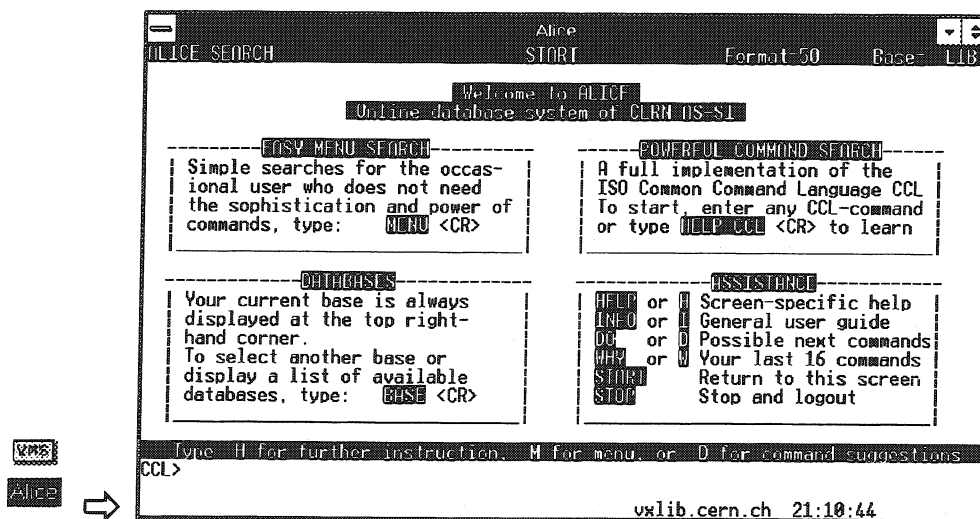 Alice
ALICE SEARCH START Format-50 Base- LIB
Welcome to ALICE
Online database system of CERN AS-SI
EASY MENU SEARCH
Simple searches for the occas-
ional user who does not need
the sophistication and power of
commands, type: MENU <CR>
POWERFUL COMMAND SEARCH
A full implementation of the
ISO Common Command Language CCL
To start, enter any CCL-command
or type HELP CCL <CR> to learn
DATABASES
Your current base is always
displayed at the top right-
hand corner.
To select another base or
display a list of available
databases, type: BASE <CR>
ASSISTANCE
HELP or H Screen-specific help
INFO or I General user guide
DO or D Possible next commands
WHY or W Your last 16 commands
START Return to this screen
STOP Stop and logout
Type H for further instruction, M for menu, or D for command suggestions
CCL>
VMS
Alice
vxlib.cern.ch 21:10:44